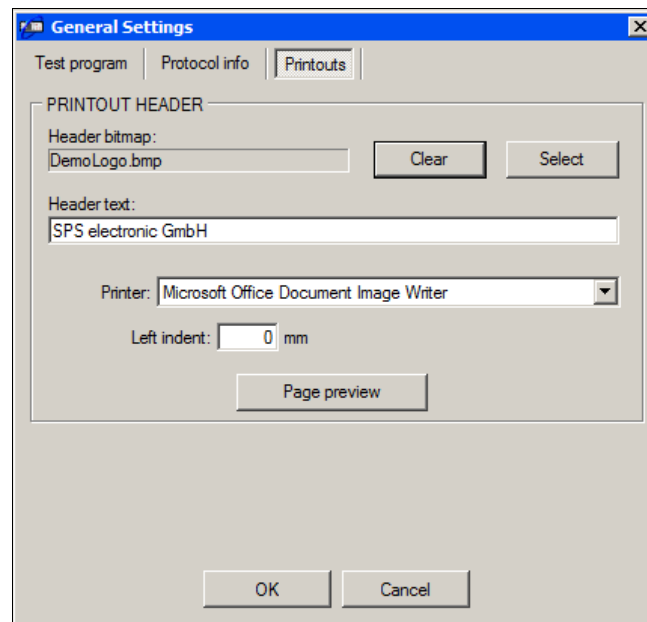 General Settings
Test program Protocol info Printouts
PRINTOUT HEADER
Header bitmap:
DemoLogo.bmp Clear Select
Header text:
SPS electronic GmbH
Printer: Microsoft Office Document Image Writer
Left indent: 0 mm
Page preview
OK Cancel